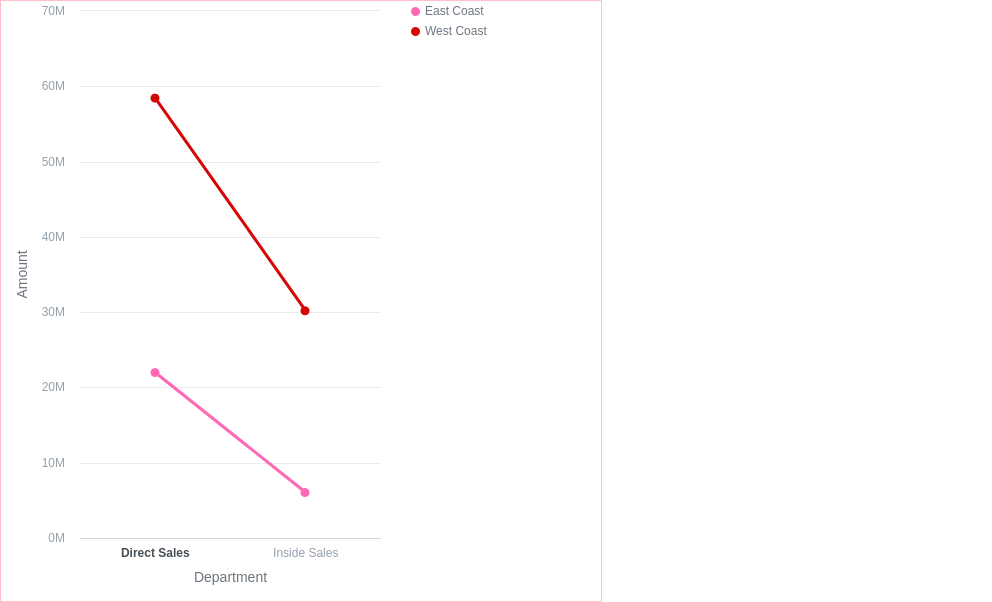 70M
60M
50M
40M
30M
20M
10M
0M
Amount
Direct Sales
Inside Sales
Department
East Coast
West Coast